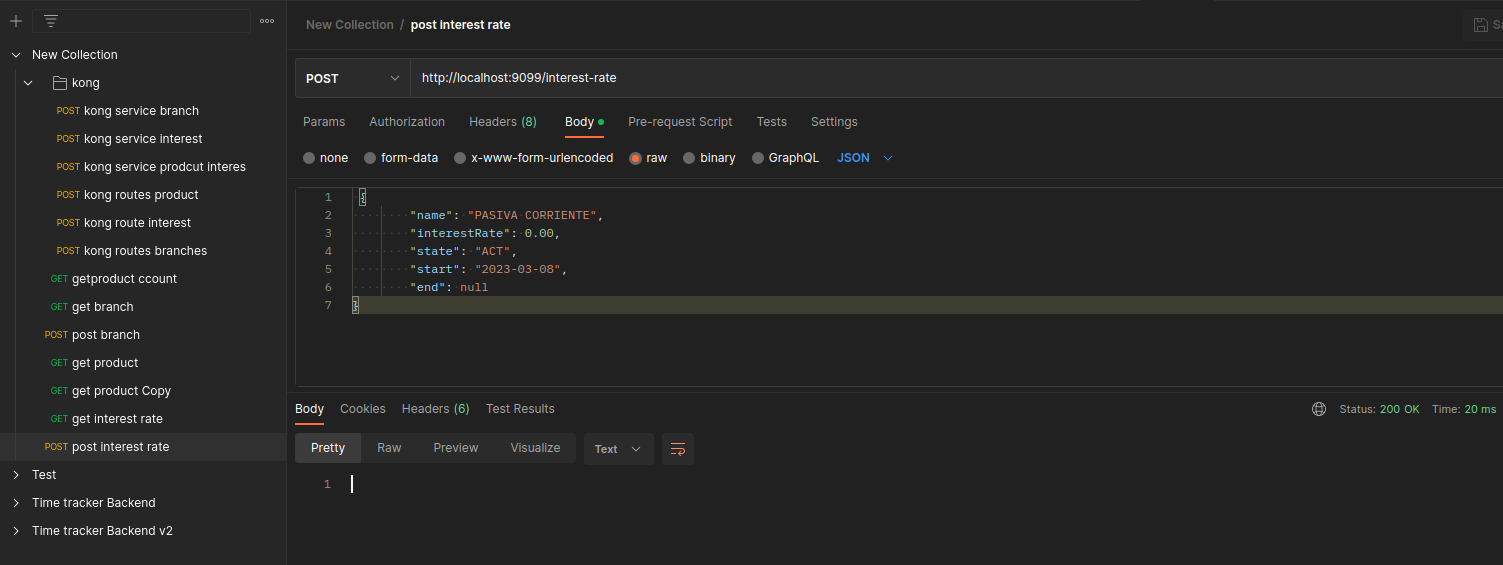 New Collection / post interest rate
Sa
New Collection
kong
POST kong service branch
POST kong service interest
POST kong service prodcut interes
POST kong routes product
POST kong route interest
POST kong routes branches
GET getproduct ccount
GET get branch
POST post branch
GET get product
GET get product Copy
GET get interest rate
POST post interest rate
Test
Time tracker Backend
Time tracker Backend v2
POST http://localhost:9099/interest-rate
Params Authorization Headers (8) Body Pre-request Script Tests Settings
none form-data x-www-form-urlencoded raw binary GraphQL JSON
1 {
2 "name": "PASIVA CORRIENTE",
3 "interestRate": 0.00,
4 "state": "ACT",
5 "start": "2023-03-08",
6 "end": null
7 }
Body Cookies Headers (6) Test Results Status: 200 OK Time: 20 ms
Pretty Raw Preview Visualize Text
1